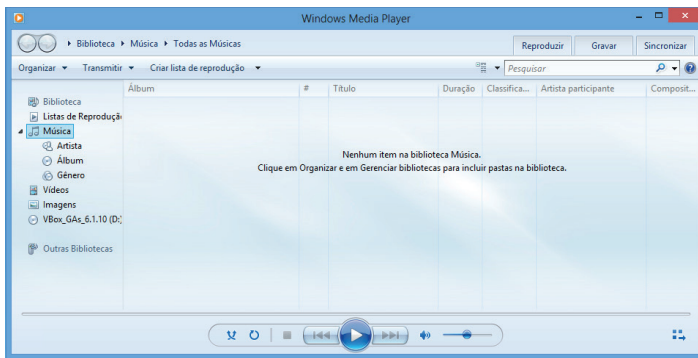 Windows Media Player
Biblioteca Música Todas as Músicas
Reproduzir Gravar Sincronizar
Organizar Transmitir Criar lista de reprodução Pesquisar
Álbum # Título Duração Classifica... Artista participante Composit...
Biblioteca
Listas de Reproduçã
Música
Artista
Álbum
Gênero
Vídeos
Imagens
VBox_GAs_6.1.10 (D:)
Outras Bibliotecas
Nenhum item na biblioteca Música.
Clique em Organizar e em Gerenciar bibliotecas para incluir pastas na biblioteca.